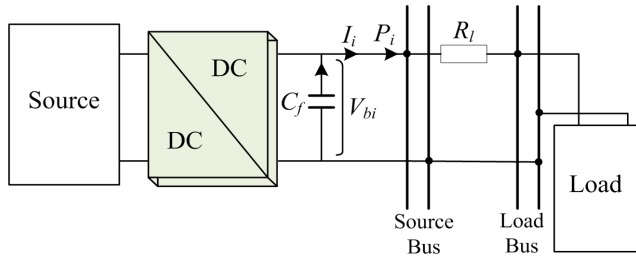 Source
DC
DC
C_f
V_bi
I_i
P_i
R_l
Source
Bus
Load
Bus
Load